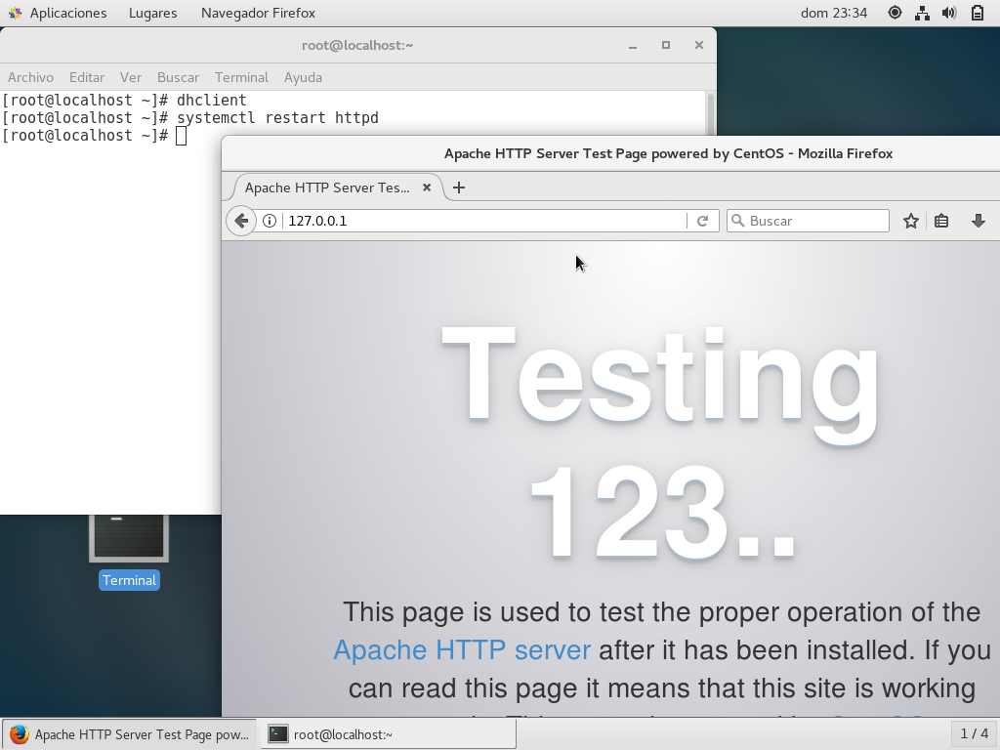 Aplicaciones Lugares Navegador Firefox dom 23:34
root@localhost:~
Archivo Editar Ver Buscar Terminal Ayuda
[root@localhost ~]# dhclient
[root@localhost ~]# systemctl restart httpd
[root@localhost ~]#
Apache HTTP Server Test Page powered by CentOS - Mozilla Firefox
Apache HTTP Server Tes...
127.0.0.1 Buscar
Testing
123..
This page is used to test the proper operation of the
Apache HTTP server after it has been installed. If you
can read this page it means that this site is working
Terminal
Apache HTTP Server Test Page pow... root@localhost:~ 1 / 4